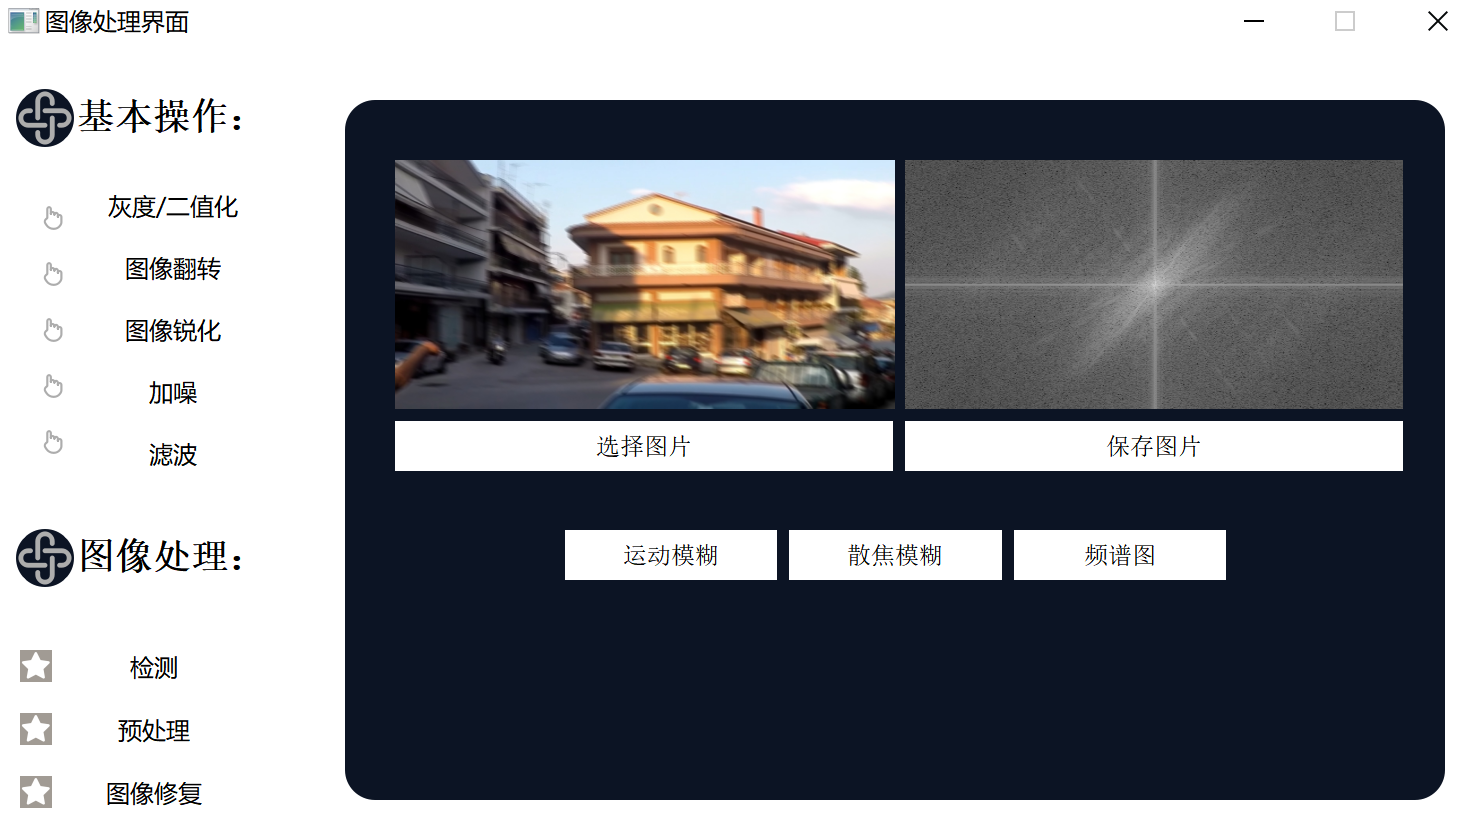 图像处理界面
基本操作：
灰度/二值化
图像翻转
图像锐化
加噪
滤波
图像处理：
检测
预处理
图像修复
选择图片
保存图片
运动模糊
散焦模糊
频谱图